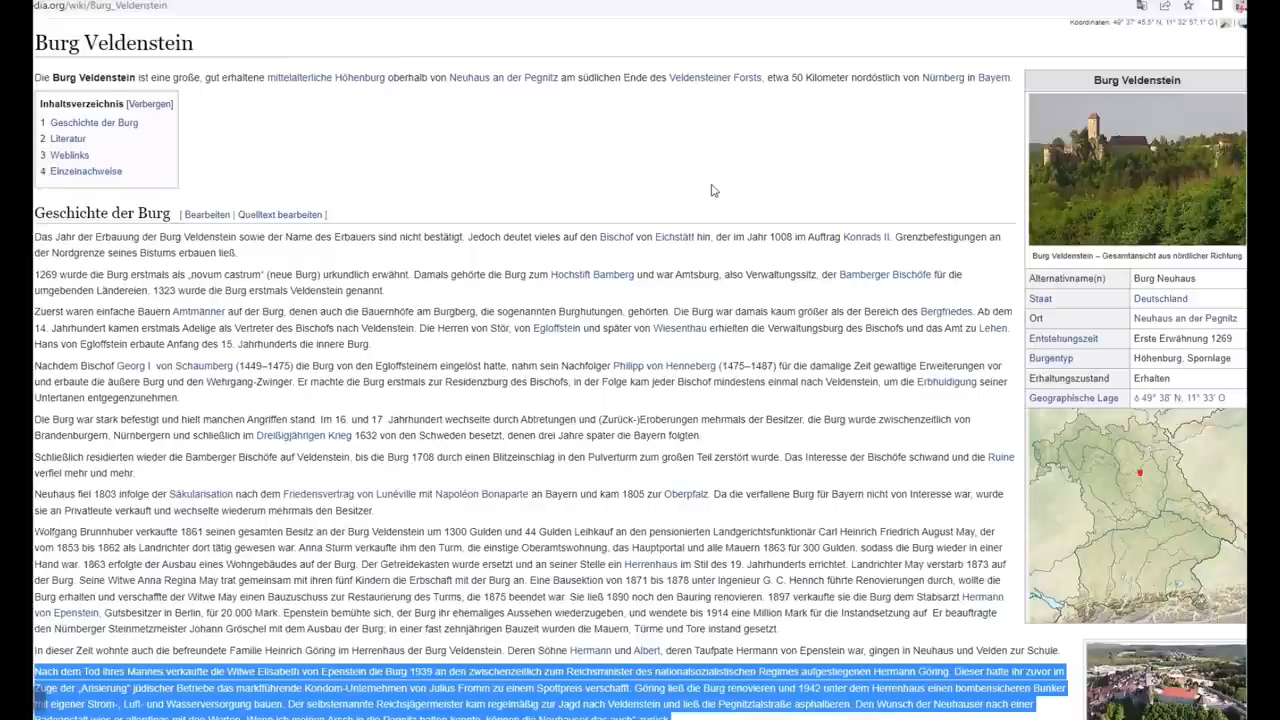 dia.org/wiki/Burg_Veldenstein
Koordinaten: 49° 37′ 45,5″ N, 11° 32′ 57,1″ O
Burg Veldenstein
Die Burg Veldenstein ist eine große, gut erhaltene mittelalterliche Höhenburg oberhalb von Neuhaus an der Pegnitz am südlichen Ende des Veldensteiner Forsts, etwa 50 Kilometer nordöstlich von Nürnberg in Bayern.
Inhaltsverzeichnis [Verbergen]
1 Geschichte der Burg
2 Literatur
3 Weblinks
4 Einzelnachweise
Geschichte der Burg [ Bearbeiten | Quelltext bearbeiten ]
Das Jahr der Erbauung der Burg Veldenstein sowie der Name des Erbauers sind nicht bestätigt. Jedoch deutet vieles auf den Bischof von Eichstätt hin, der im Jahr 1008 im Auftrag Konrads II. Grenzbefestigungen an
der Nordgrenze seines Bistums erbauen ließ.
1269 wurde die Burg erstmals als „novum castrum“ (neue Burg) urkundlich erwähnt. Damals gehörte die Burg zum Hochstift Bamberg und war Amtsburg, also Verwaltungssitz, der Bamberger Bischöfe für die
umgebenden Ländereien. 1323 wurde die Burg erstmals Veldenstein genannt.
Zuerst waren einfache Bauern Amtmänner auf der Burg, denen auch die Bauernhöfe am Burgberg, die sogenannten Burghutungen, gehörten. Die Burg war damals kaum größer als der Bereich des Bergfriedes. Ab dem
14. Jahrhundert kamen erstmals Adelige als Vertreter des Bischofs nach Veldenstein. Die Herren von Stör, von Egloffstein und später von Wiesenthau erhielten die Verwaltungsburg des Bischofs und das Amt zu Lehen.
Hans von Egloffstein erbaute Anfang des 15. Jahrhunderts die innere Burg.
Nachdem Bischof Georg I. von Schaumberg (1449–1475) die Burg von den Egloffsteinern eingelöst hatte, nahm sein Nachfolger Philipp von Henneberg (1475–1487) für die damalige Zeit gewaltige Erweiterungen vor
und erbaute die äußere Burg und den Wehrgang-Zwinger. Er machte die Burg erstmals zur Residenzburg des Bischofs; in der Folge kam jeder Bischof mindestens einmal nach Veldenstein, um die Erbhuldigung seiner
Untertanen entgegenzunehmen.
Die Burg war stark befestigt und hielt manchen Angriffen stand. Im 16. und 17. Jahrhundert wechselte durch Abtretungen und (Zurück-)Eroberungen mehrmals der Besitzer, die Burg wurde zwischenzeitlich von
Brandenburgern, Nürnbergern und schließlich im Dreißigjährigen Krieg 1632 von den Schweden besetzt, denen drei Jahre später die Bayern folgten.
Schließlich residierten wieder die Bamberger Bischöfe auf Veldenstein, bis die Burg 1708 durch einen Blitzeinschlag in den Pulverturm zum großen Teil zerstört wurde. Das Interesse der Bischöfe schwand und die Ruine
verfiel mehr und mehr.
Neuhaus fiel 1803 infolge der Säkularisation nach dem Friedensvertrag von Lunéville mit Napoléon Bonaparte an Bayern und kam 1805 zur Oberpfalz. Da die verfallene Burg für Bayern nicht von Interesse war, wurde
sie an Privatleute verkauft und wechselte wiederum mehrmals den Besitzer.
Wolfgang Brunnhuber verkaufte 1861 seinen gesamten Besitz an der Burg Veldenstein um 1300 Gulden und 44 Gulden Leihkauf an den pensionierten Landgerichtsfunktionär Carl Heinrich Friedrich August May, der
vom 1853 bis 1862 als Landrichter dort tätig gewesen war. Anna Sturm verkaufte ihm den Turm, die einstige Oberamtswohnung, das Hauptportal und alle Mauern 1863 für 300 Gulden, sodass die Burg wieder in einer
Hand war. 1863 erfolgte der Ausbau eines Wohngebäudes auf der Burg. Der Getreidekasten wurde ersetzt und an seiner Stelle ein Herrenhaus im Stil des 19. Jahrhunderts errichtet. Landrichter May verstarb 1873 auf
der Burg. Seine Witwe Anna Regina May trat gemeinsam mit ihren fünf Kindern die Erbschaft mit der Burg an. Eine Bausektion von 1871 bis 1878 unter Ingenieur G. C. Hennch führte Renovierungen durch, wollte die
Burg erhalten und verschaffte der Witwe May einen Bauzuschuss zur Restaurierung des Turms, die 1875 beendet war. Sie ließ 1890 noch den Bauring renovieren. 1897 verkaufte sie die Burg dem Stabsarzt Hermann
von Epenstein, Gutsbesitzer in Berlin, für 20.000 Mark. Epenstein bemühte sich, der Burg ihr ehemaliges Aussehen wiederzugeben, und wendete bis 1914 eine Million Mark für die Instandsetzung auf. Er beauftragte
den Nürnberger Steinmetzmeister Johann Göschel mit dem Ausbau der Burg; in einer fast zehnjährigen Bauzeit wurden die Mauern, Türme und Tore instand gesetzt.
In dieser Zeit wohnte auch die befreundete Familie Heinrich Göring im Herrenhaus der Burg Veldenstein. Deren Söhne Hermann und Albert, deren Taufpate Hermann von Epenstein war, gingen in Neuhaus und Velden zur Schule.
Nach dem Tod ihres Mannes verkaufte die Witwe Elisabeth von Epenstein die Burg 1939 an den zwischenzeitlich zum Reichsminister des nationalsozialistischen Regimes aufgestiegenen Hermann Göring. Dieser hatte ihr zuvor im
Zuge der „Arisierung“ jüdischer Betriebe das marktführende Kondom-Unternehmen von Julius Fromm zu einem Spottpreis verschafft. Göring ließ die Burg renovieren und 1942 unter dem Herrenhaus einen bombensicheren Bunker
mit eigener Strom-, Luft- und Wasserversorgung bauen. Der selbsternannte Reichsjägermeister kam regelmäßig zur Jagd nach Veldenstein und ließ die Pegnitztalstraße asphaltieren. Den Wunsch der Neuhauser nach einer
Burg Veldenstein
Burg Veldenstein – Gesamtansicht aus nördlicher Richtung
Alternativname(n) Burg Neuhaus
Staat Deutschland
Ort Neuhaus an der Pegnitz
Entstehungszeit Erste Erwähnung 1269
Burgentyp Höhenburg, Spornlage
Erhaltungszustand Erhalten
Geographische Lage 49° 38′ N, 11° 33′ O